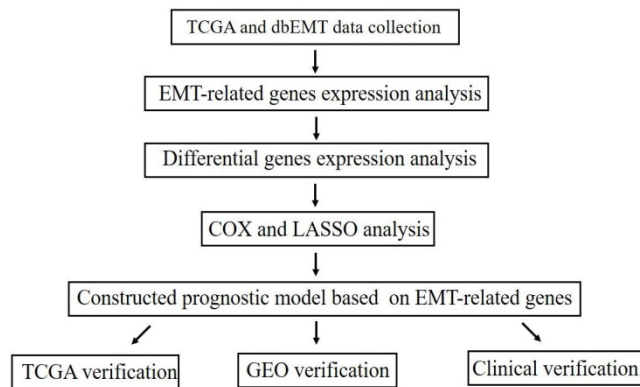 TCGA and dbEMT data collection
EMT-related genes expression analysis
Differential genes expression analysis
COX and LASSO analysis
Constructed prognostic model based on EMT-related genes
TCGA verification
GEO verification
Clinical verification